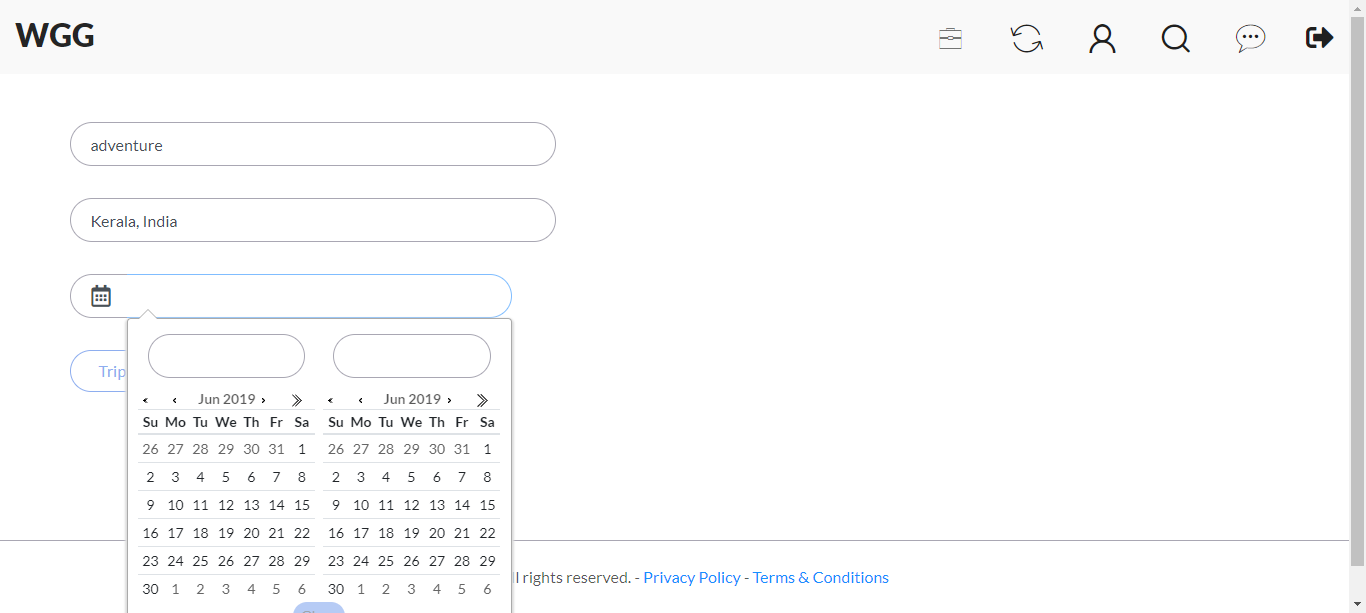 WGG
adventure
Kerala, India
Trip
Jun 2019 Jun 2019
Su Mo Tu We Th Fr Sa Su Mo Tu We Th Fr Sa
26 27 28 29 30 31 1 26 27 28 29 30 31 1
2 3 4 5 6 7 8 2 3 4 5 6 7 8
9 10 11 12 13 14 15 9 10 11 12 13 14 15
16 17 18 19 20 21 22 16 17 18 19 20 21 22
23 24 25 26 27 28 29 23 24 25 26 27 28 29
30 1 2 3 4 5 6 30 1 2 3 4 5 6
rights reserved. - Privacy Policy - Terms & Conditions